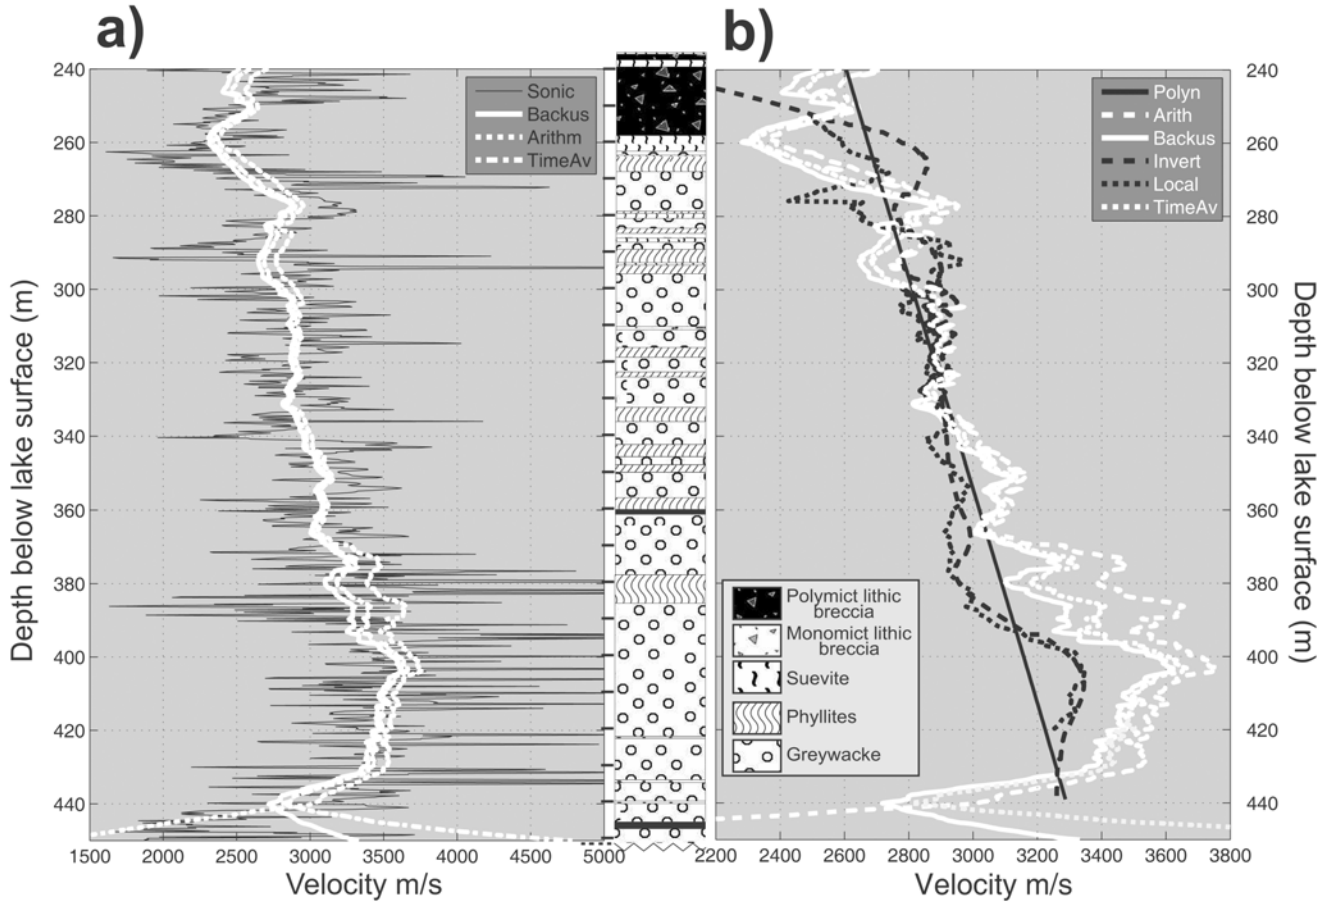 a)
b)
240
260
280
300
320
340
360
380
400
420
440
Depth below lake surface (m)
1500 2000 2500 3000 3500 4000 4500 5000
Velocity m/s
Sonic
Backus
Arithm
TimeAv
Polyn
Arith
Backus
Invert
Local
TimeAv
Polymict lithic
breccia
Monomict lithic
breccia
Suevite
Phyllites
Greywacke
2200 2400 2600 2800 3000 3200 3400 3600 3800
Velocity m/s
240
260
280
300
320
340
360
380
400
420
440
Depth below lake surface (m)